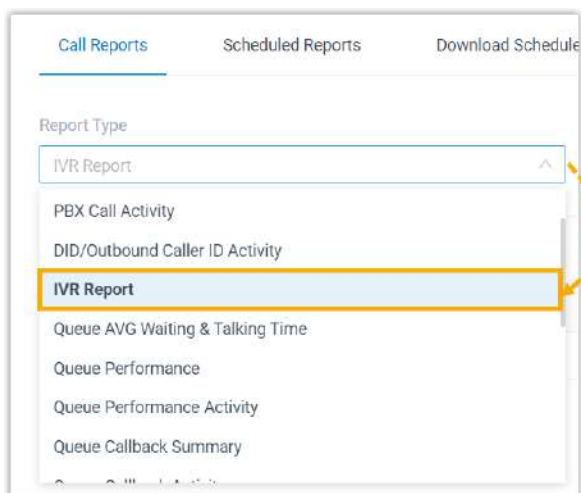 Call Reports Scheduled Reports Download Schedule
Report Type
IVR Report
PBX Call Activity
DID/Outbound Caller ID Activity
IVR Report
Queue AVG Waiting & Talking Time
Queue Performance
Queue Performance Activity
Queue Callback Summary